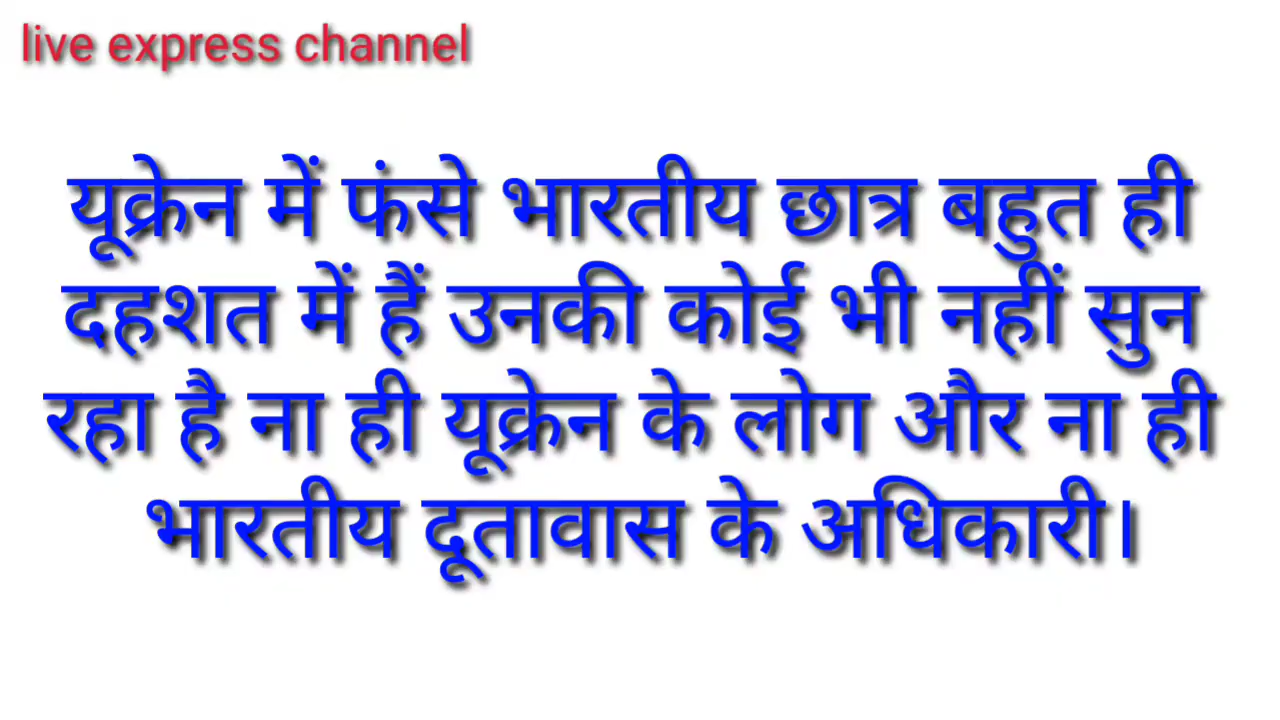 live express channel
यूक्रेन में फंसे भारतीय छात्र बहुत ही
दहशत में हैं उनकी कोई भी नहीं सुन
रहा है ना ही यूक्रेन के लोग और ना ही
भारतीय दूतावास के अधिकारी।